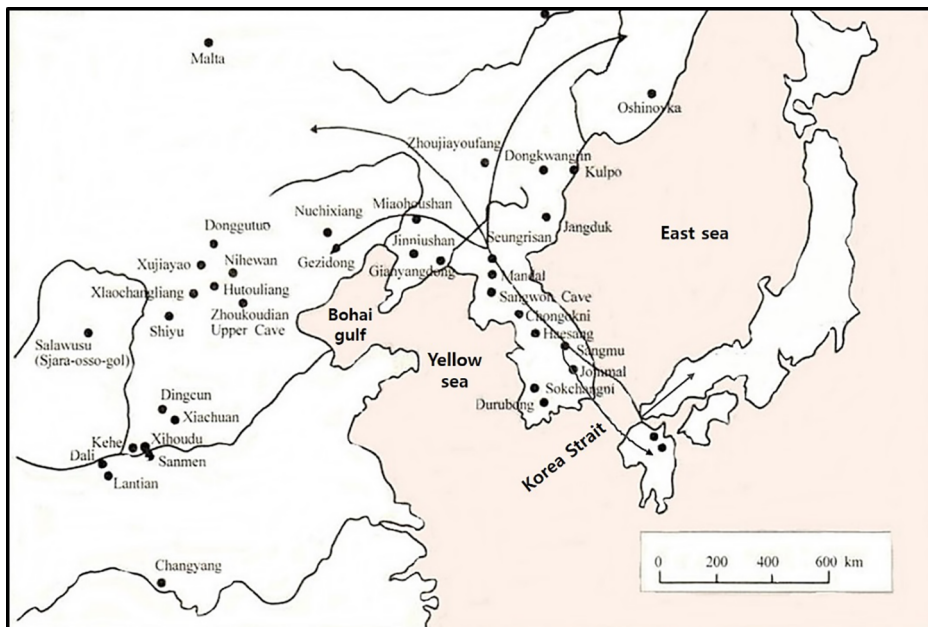 Malta
Oshinovka
Zhoujiayoufang
Dongkwangjin
Kulpo
Nuchixiang
Miaohoushan
Donggutuo
Jinniushan
Seungrisan
Jangduk
East sea
Xujiayao
Nihewan
Gezidong
Gianyangdong
Mandal
Xlaochangliang
Hutouliang
Sangwon Cave
Zhoukoudian
Upper Cave
Bohai
gulf
Chongokni
Shiyu
Haesang
Salawusu
(Sjara-osso-gol)
Yellow
sea
Sangmu
Jommal
Sokchangni
Dingcun
Durubong
Xiachuan
Korea Strait
Kehe
Xihoudu
Dali
Sanmen
Lantian
0 200 400 600 km
Changyang